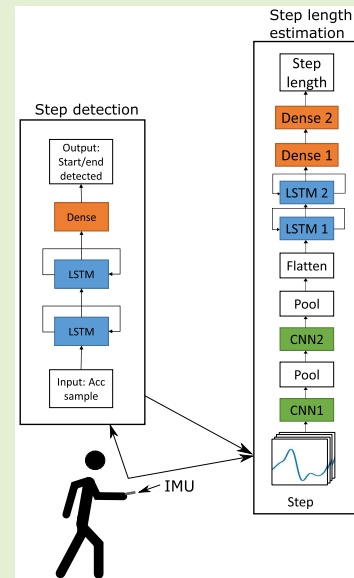 Step detection
Output:
Start/end
detected
Dense
LSTM
LSTM
Input: Acc
sample
IMU
Step length
estimation
Step
length
Dense 2
Dense 1
LSTM 2
LSTM 1
Flatten
Pool
CNN2
Pool
CNN1
Step